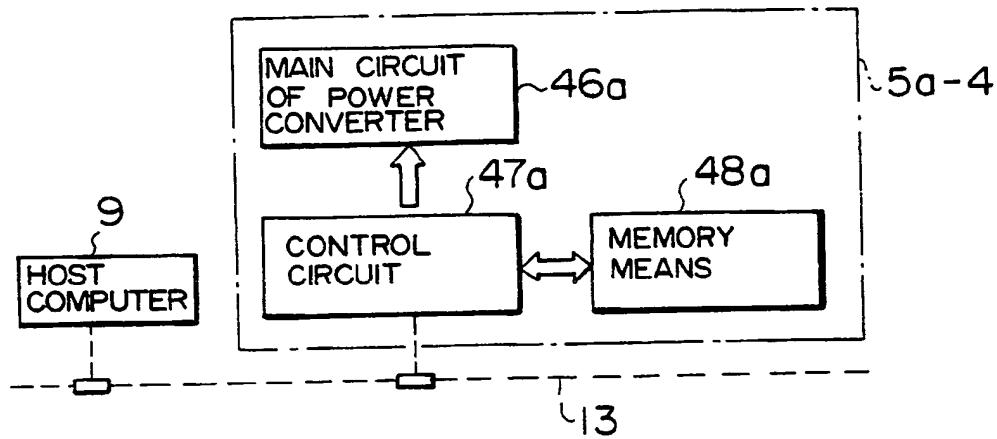 MAIN CIRCUIT
OF POWER
CONVERTER
46a
5a-4
47a
48a
9
CONTROL
CIRCUIT
MEMORY
MEANS
HOST
COMPUTER
13